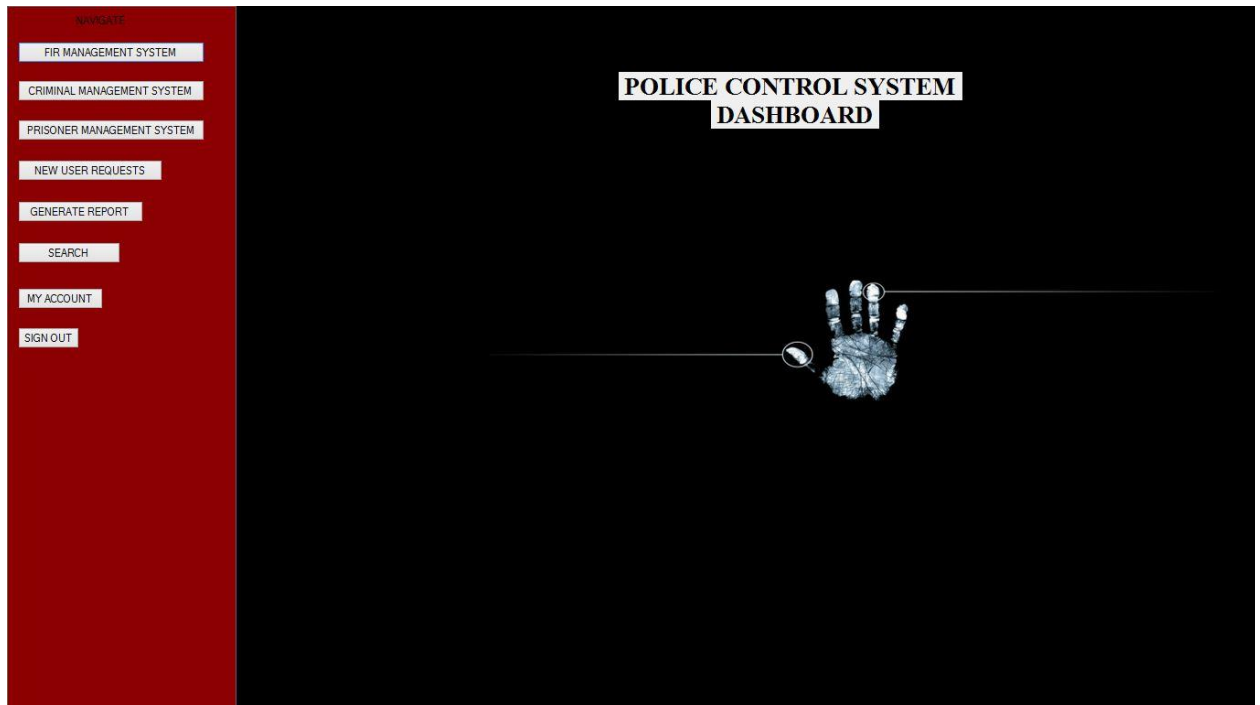 NAVIGATE
FIR MANAGEMENT SYSTEM
CRIMINAL MANAGEMENT SYSTEM
PRISONER MANAGEMENT SYSTEM
NEW USER REQUESTS
GENERATE REPORT
SEARCH
MY ACCOUNT
SIGN OUT
POLICE CONTROL SYSTEM
DASHBOARD